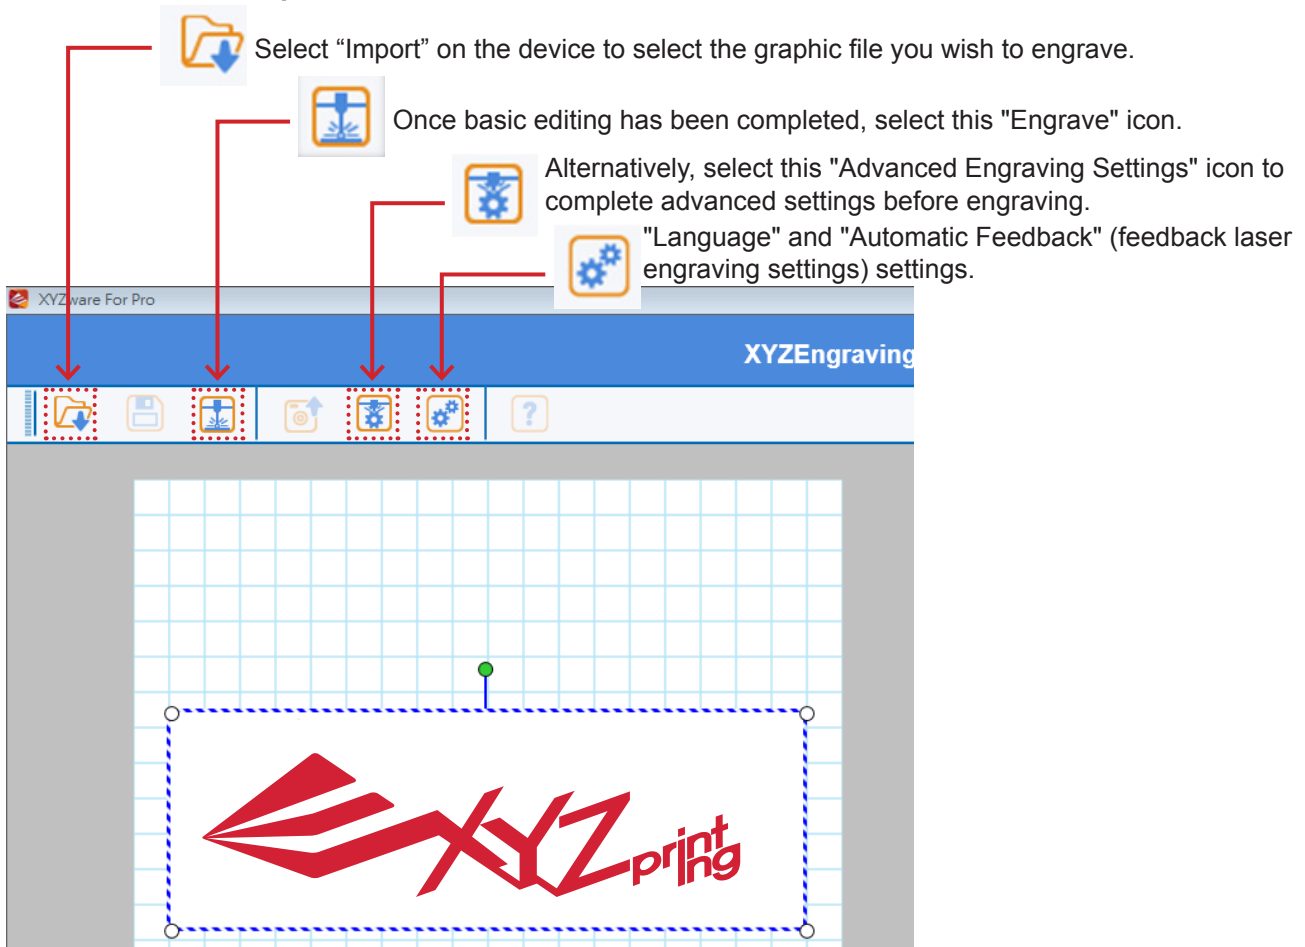 Select “Import” on the device to select the graphic file you wish to engrave.
Once basic editing has been completed, select this "Engrave" icon.
Alternatively, select this "Advanced Engraving Settings" icon to
complete advanced settings before engraving.
"Language" and "Automatic Feedback" (feedback laser
engraving settings) settings.
XYZware For Pro
XYZEngraving
?
XYZprinting